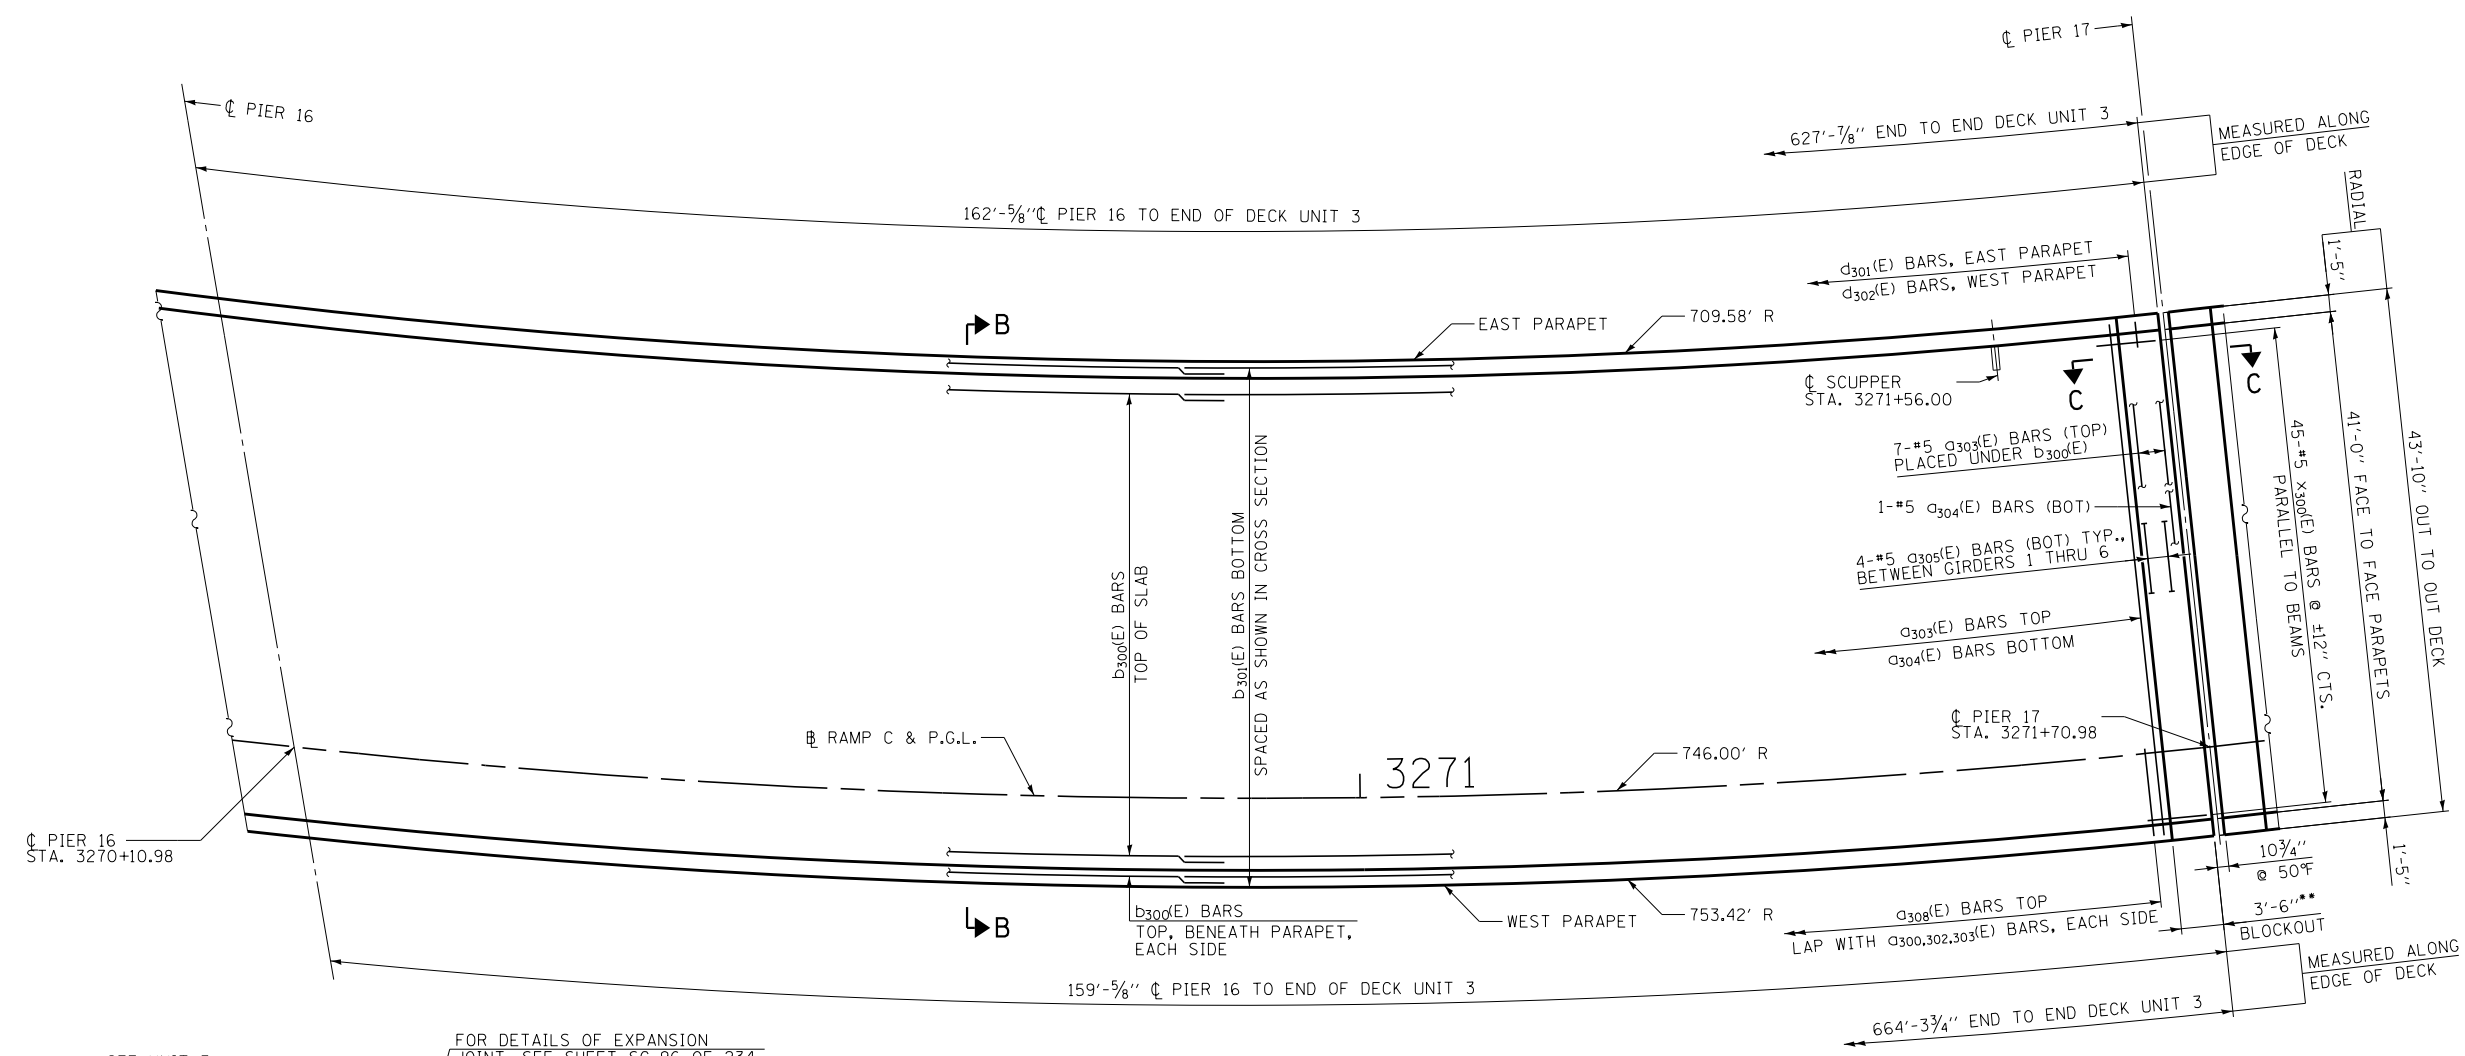 ℄ PIER 17
℄ PIER 16
627'-⅞" END TO END DECK UNIT 3
MEASURED ALONG
EDGE OF DECK
RADIAL
162'-⅝" ℄ PIER 16 TO END OF DECK UNIT 3
1'-5"
d301(E) BARS, EAST PARAPET
d302(E) BARS, WEST PARAPET
B
EAST PARAPET
709.58' R
℄ SCUPPER
STA. 3271+56.00
C
C
7-#5 a303(E) BARS (TOP)
PLACED UNDER b300(E)
1-#5 a304(E) BARS (BOT)
4-#5 a305(E) BARS (BOT) TYP.,
BETWEEN GIRDERS 1 THRU 6
45-#5 x300(E) BARS @ ±12" CTS.
PARALLEL TO BEAMS
41'-0" FACE TO FACE PARAPETS
43'-10" OUT TO OUT DECK
b300(E) BARS
TOP OF SLAB
b301(E) BARS BOTTOM
SPACED AS SHOWN IN CROSS SECTION
a303(E) BARS TOP
a304(E) BARS BOTTOM
℄ PIER 17
STA. 3271+70.98
BL RAMP C & P.G.L.
3271
746.00' R
℄ PIER 16
STA. 3270+10.98
10¾"
@ 50°F
1'-5"
3'-6"**
BLOCKOUT
B
b300(E) BARS
TOP, BENEATH PARAPET,
EACH SIDE
WEST PARAPET
753.42' R
a308(E) BARS TOP
LAP WITH a300,302,303(E) BARS, EACH SIDE
MEASURED ALONG
EDGE OF DECK
159'-⅝" ℄ PIER 16 TO END OF DECK UNIT 3
664'-3¾" END TO END DECK UNIT 3
FOR DETAILS OF EXPANSION